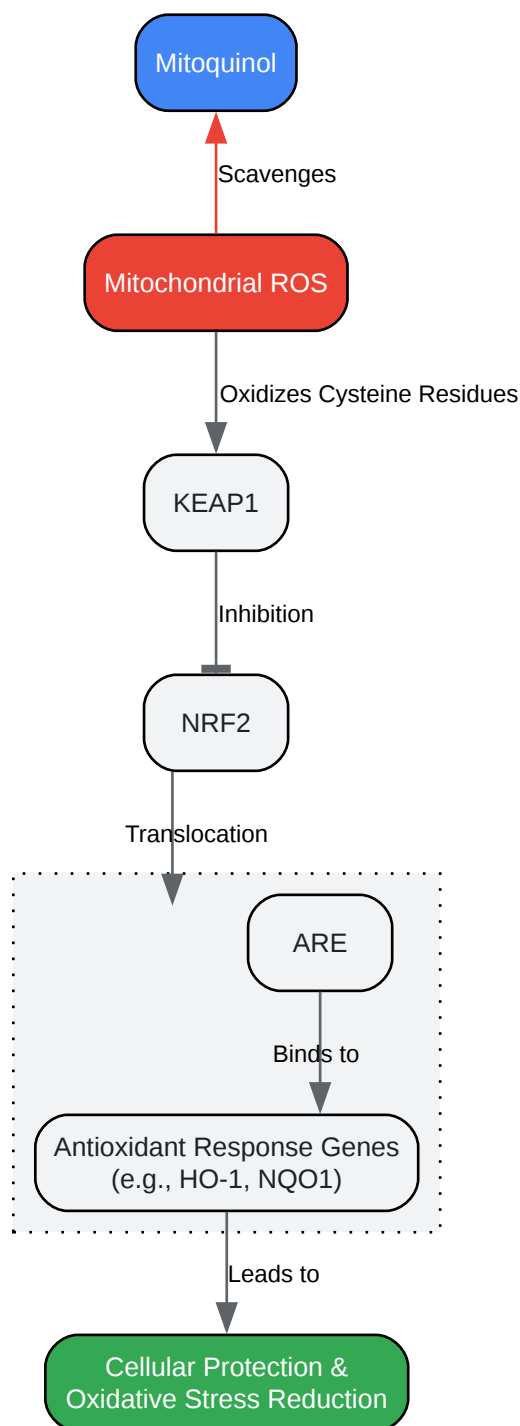 Mitoquinol
Scavenges
Mitochondrial ROS
Oxidizes Cysteine Residues
KEAP1
Inhibition
NRF2
Translocation
ARE
Binds to
Antioxidant Response Genes
(e.g., HO-1, NQO1)
Leads to
Cellular Protection &
Oxidative Stress Reduction